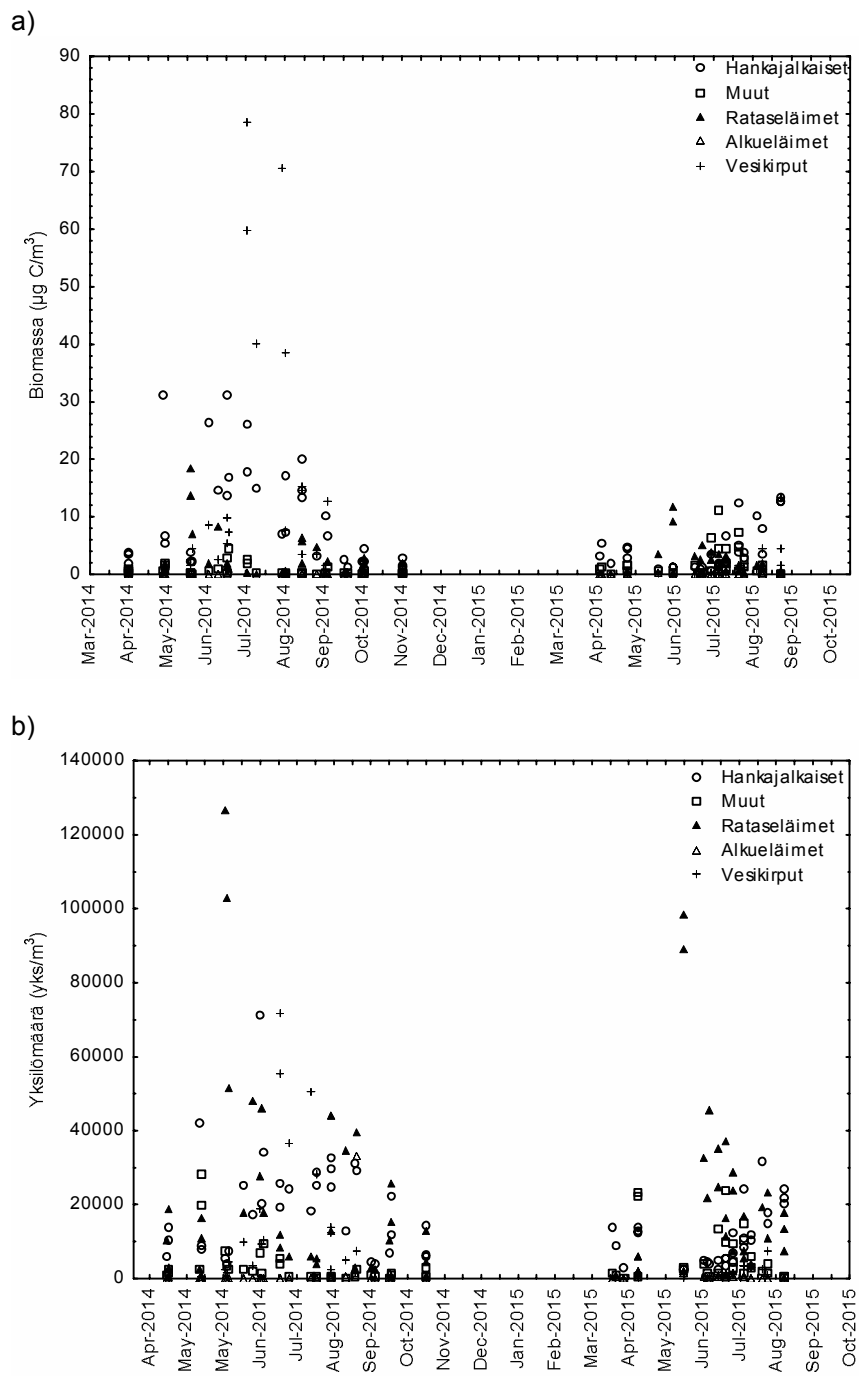 a)
90
80
70
60
50
40
30
20
10
0
Biomassa (µg C/m³)
Hankajalkaiset
Muut
Rataseläimet
Alkueläimet
Vesikirput
Mar-2014
Apr-2014
May-2014
Jun-2014
Jul-2014
Aug-2014
Sep-2014
Oct-2014
Nov-2014
Dec-2014
Jan-2015
Feb-2015
Mar-2015
Apr-2015
May-2015
Jun-2015
Jul-2015
Aug-2015
Sep-2015
Oct-2015
b)
140000
120000
100000
80000
60000
40000
20000
0
Yksilömäärä (yks/m³)
Hankajalkaiset
Muut
Rataseläimet
Alkueläimet
Vesikirput
Apr-2014
May-2014
May-2014
Jun-2014
Jul-2014
Aug-2014
Sep-2014
Oct-2014
Nov-2014
Dec-2014
Jan-2015
Feb-2015
Mar-2015
Apr-2015
May-2015
Jun-2015
Jul-2015
Aug-2015
Sep-2015
Oct-2015